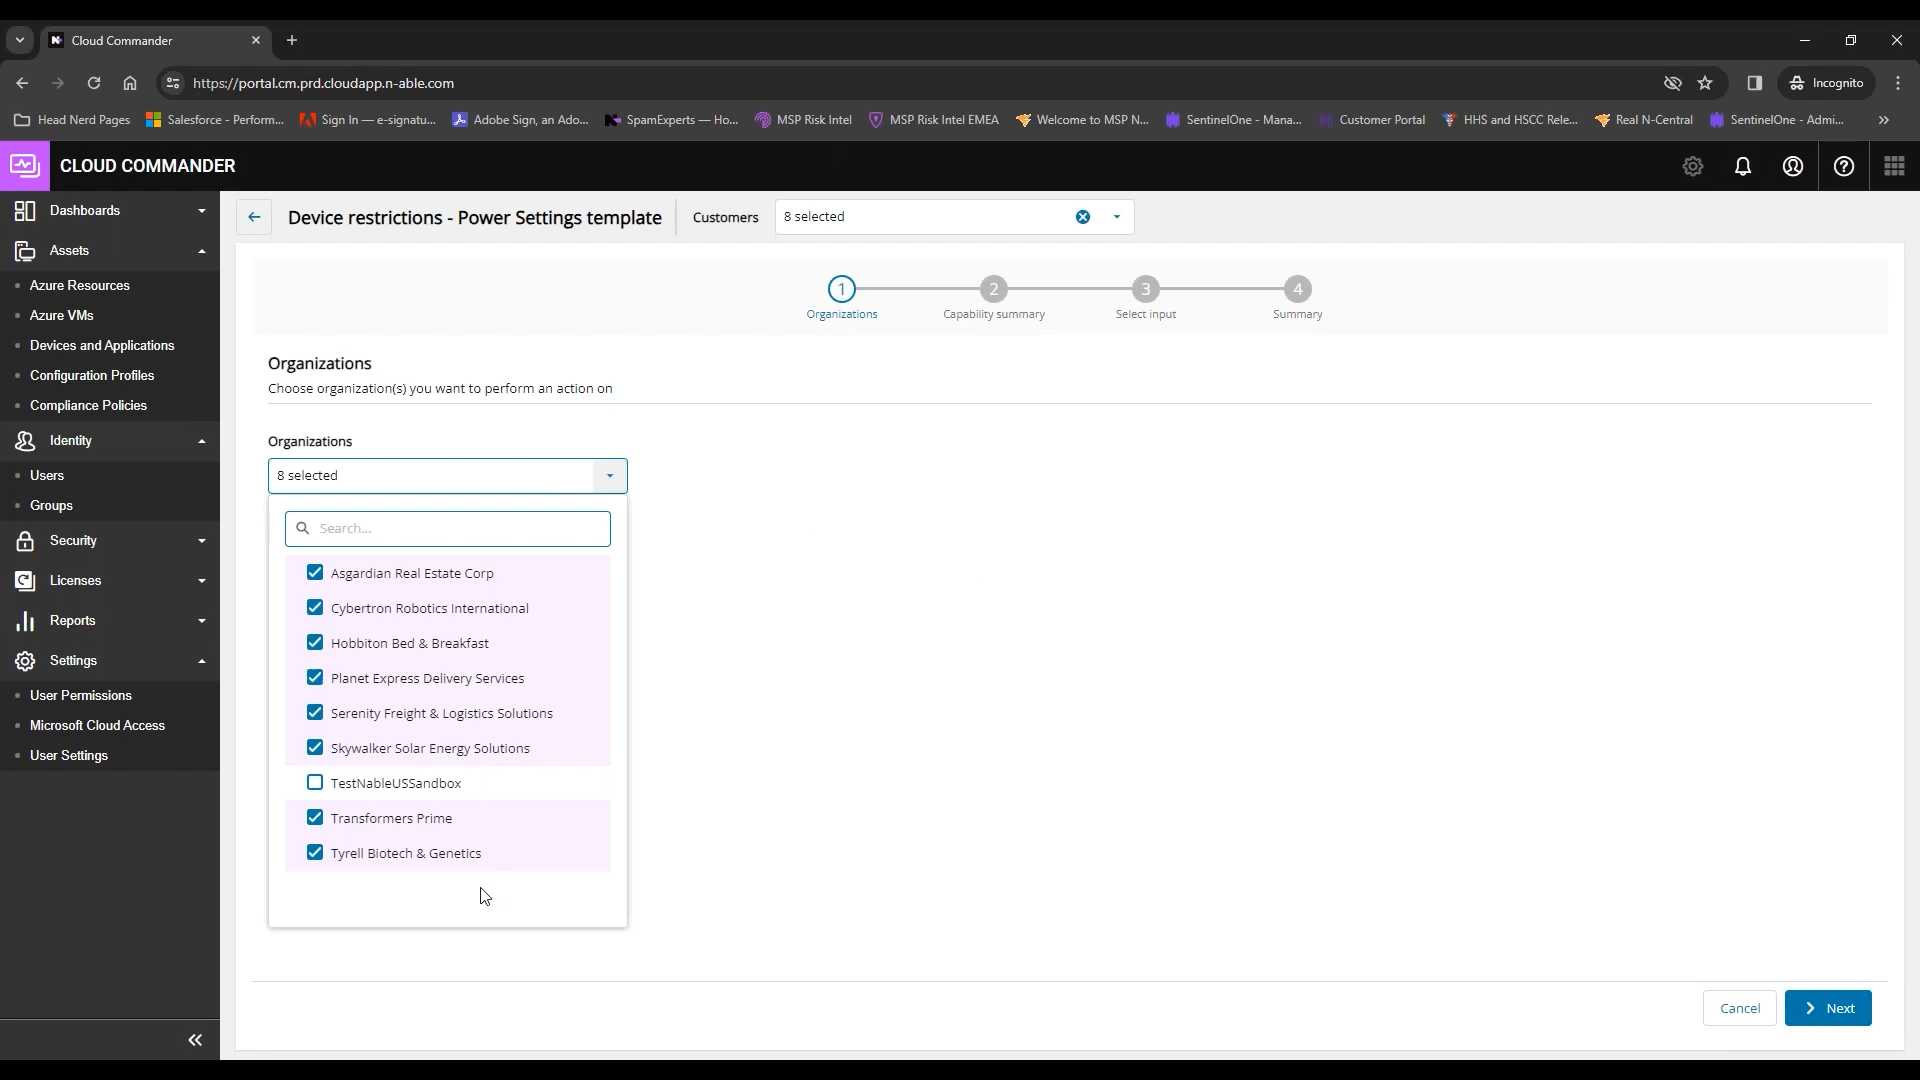 Cloud Commander
https://portal.cm.prd.cloudapp.n-able.com
Incognito
Head Nerd Pages
Salesforce - Perform...
Sign In — e-signatu...
Adobe Sign, an Ado...
SpamExperts — Ho...
MSP Risk Intel
MSP Risk Intel EMEA
Welcome to MSP N...
SentinelOne - Mana...
Customer Portal
HHS and HSCC Rele...
Real N-Central
SentinelOne - Admi...
CLOUD COMMANDER
Dashboards
Assets
Azure Resources
Azure VMs
Devices and Applications
Configuration Profiles
Compliance Policies
Identity
Users
Groups
Security
Licenses
Reports
Settings
User Permissions
Microsoft Cloud Access
User Settings
Device restrictions - Power Settings template
Customers
8 selected
1
2
3
4
Organizations
Capability summary
Select input
Summary
Organizations
Choose organization(s) you want to perform an action on
Organizations
8 selected
Search...
Asgardian Real Estate Corp
Cybertron Robotics International
Hobbiton Bed & Breakfast
Planet Express Delivery Services
Serenity Freight & Logistics Solutions
Skywalker Solar Energy Solutions
TestNableUSSandbox
Transformers Prime
Tyrell Biotech & Genetics
Cancel
Next